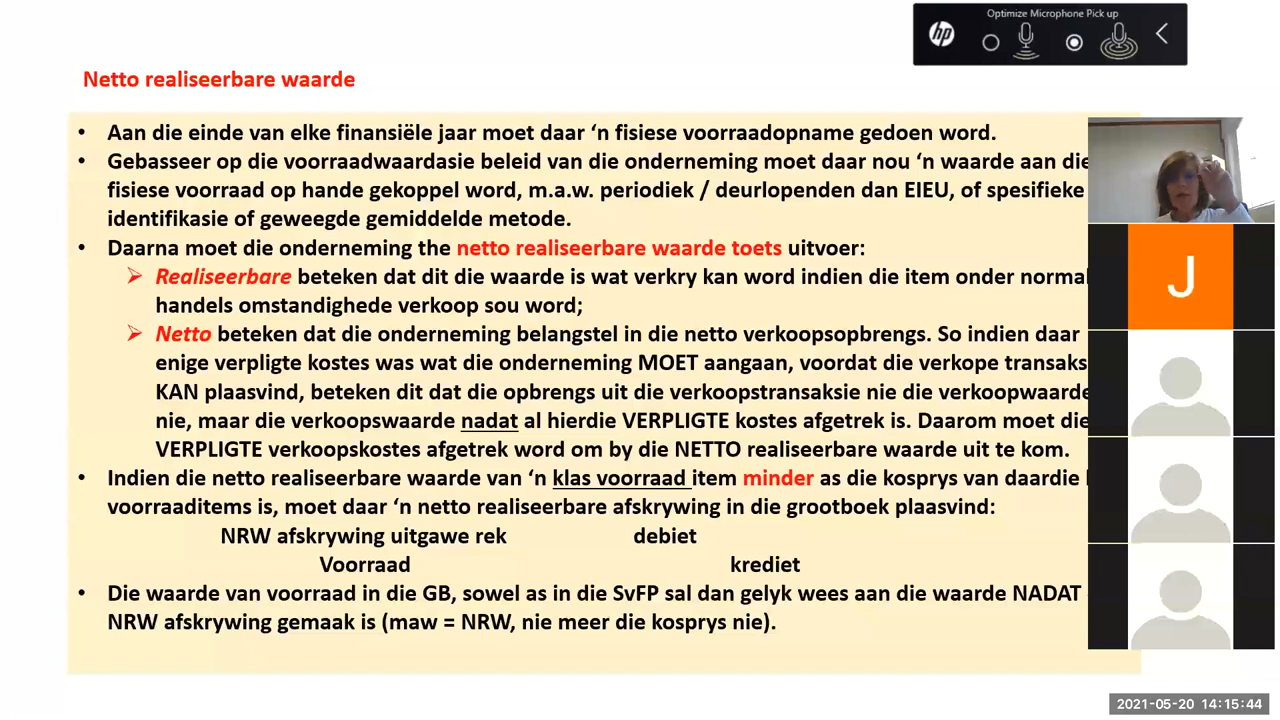 Optimize Microphone Pick up
hp
Netto realiseerbare waarde
• Aan die einde van elke finansiële jaar moet daar ‘n fisiese voorraadopname gedoen word.
• Gebasseer op die voorraadwaardasie beleid van die onderneming moet daar nou ‘n waarde aan die
fisiese voorraad op hande gekoppel word, m.a.w. periodiek / deurlopenden dan EIEU, of spesifieke
identifikasie of geweegde gemiddelde metode.
• Daarna moet die onderneming the netto realiseerbare waarde toets uitvoer:
➢ Realiseerbare beteken dat dit die waarde is wat verkry kan word indien die item onder normal
handels omstandighede verkoop sou word;
➢ Netto beteken dat die onderneming belangstel in die netto verkoopsopbrengs. So indien daar
enige verpligte kostes was wat die onderneming MOET aangaan, voordat die verkope transaks
KAN plaasvind, beteken dit dat die opbrengs uit die verkoopstransaksie nie die verkoopwaarde
nie, maar die verkoopswaarde nadat al hierdie VERPLIGTE kostes afgetrek is. Daarom moet die
VERPLIGTE verkoopskostes afgetrek word om by die NETTO realiseerbare waarde uit te kom.
• Indien die netto realiseerbare waarde van ‘n klas voorraad item minder as die kosprys van daardie
voorraaditems is, moet daar ‘n netto realiseerbare afskrywing in die grootboek plaasvind:
NRW afskrywing uitgawe rek debiet
Voorraad krediet
• Die waarde van voorraad in die GB, sowel as in die SvFP sal dan gelyk wees aan die waarde NADAT
NRW afskrywing gemaak is (maw = NRW, nie meer die kosprys nie).
J
2021-05-20 14:15:44